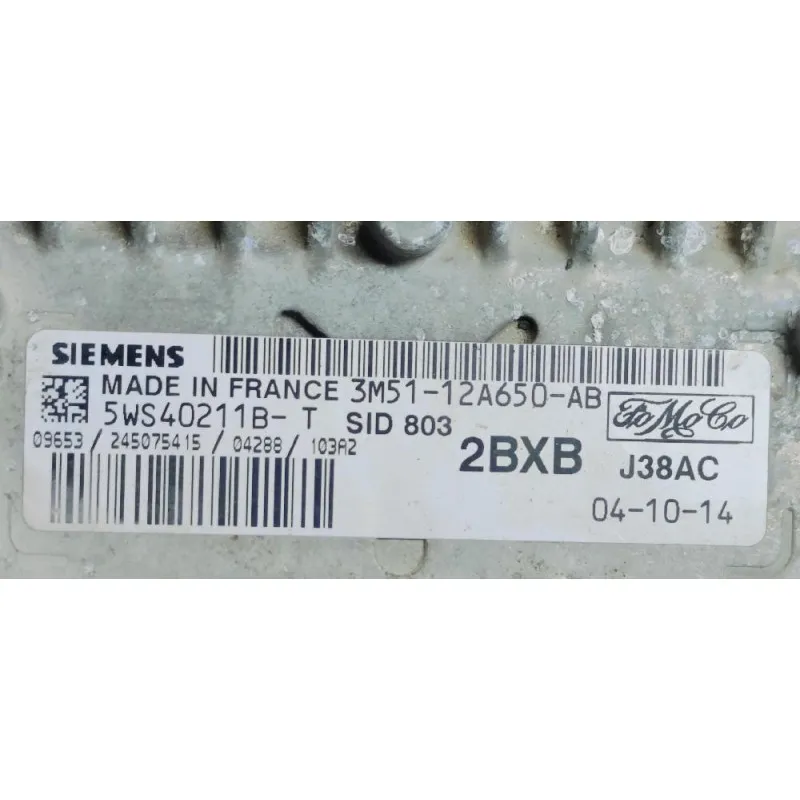 SIEMENS
MADE IN FRANCE 3M51-12A650-AB
5WS40211B- T SID 803
FoMoCo
09653 / 245075415 / 04288 / 103A2
2BXB J38AC
04-10-14